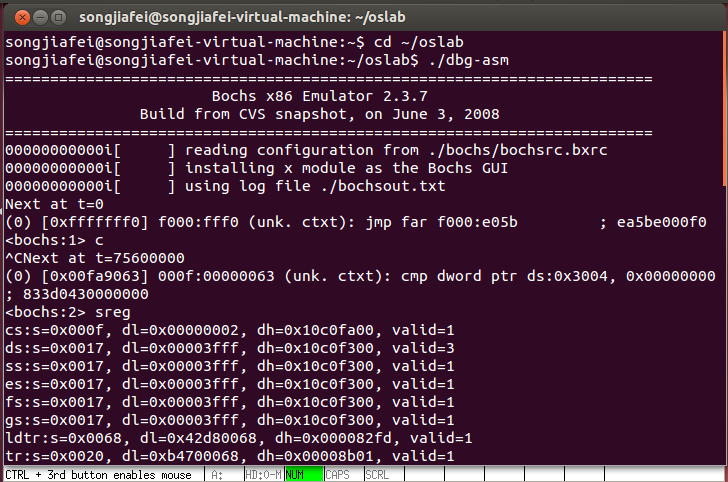 songjiafei@songjiafei-virtual-machine: ~/oslab
songjiafei@songjiafei-virtual-machine:~$ cd ~/oslab
songjiafei@songjiafei-virtual-machine:~/oslab$ ./dbg-asm
========================================================================
Bochs x86 Emulator 2.3.7
Build from CVS snapshot, on June 3, 2008
========================================================================
00000000000i[     ] reading configuration from ./bochs/bochsrc.bxrc
00000000000i[     ] installing x module as the Bochs GUI
00000000000i[     ] using log file ./bochsout.txt
Next at t=0
(0) [0xfffffff0] f000:fff0 (unk. ctxt): jmp far f000:e05b         ; ea5be000f0
<bochs:1> c
^CNext at t=75600000
(0) [0x00fa9063] 000f:00000063 (unk. ctxt): cmp dword ptr ds:0x3004, 0x00000000
; 833d0430000000
<bochs:2> sreg
cs:s=0x000f, dl=0x00000002, dh=0x10c0fa00, valid=1
ds:s=0x0017, dl=0x00003fff, dh=0x10c0f300, valid=3
ss:s=0x0017, dl=0x00003fff, dh=0x10c0f300, valid=1
es:s=0x0017, dl=0x00003fff, dh=0x10c0f300, valid=1
fs:s=0x0017, dl=0x00003fff, dh=0x10c0f300, valid=1
gs:s=0x0017, dl=0x00003fff, dh=0x10c0f300, valid=1
ldtr:s=0x0068, dl=0x42d80068, dh=0x000082fd, valid=1
tr:s=0x0020, dl=0xb4700068, dh=0x00008b01, valid=1
CTRL + 3rd button enables mouse A: HD:0-M NUM CAPS SCRL